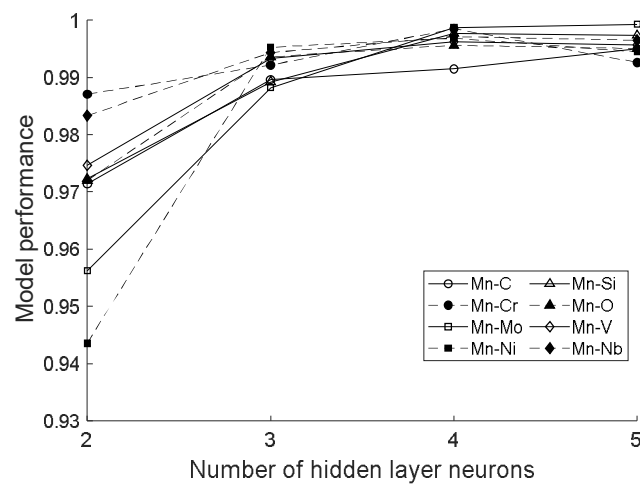 1
0.99
0.98
0.97
0.96
0.95
0.94
0.93
2 3 4 5
Model performance
Number of hidden layer neurons
Mn-C Mn-Si
Mn-Cr Mn-O
Mn-Mo Mn-V
Mn-Ni Mn-Nb